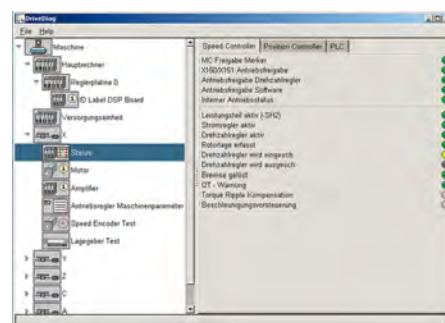 DriveDiag
File Help
Maschine
Hauptrechner
Reglerplatine 0
ID Label DSP Board
Versorgungseinheit
X
Status
Motor
Amplifier
Antriebsregler Maschinenparameter
Speed Encoder Test
Lagegeber Test
Y
Z
C
A
Speed Controller Position Controller PLC
MC Freigabe Merker
X150/X151 Antriebsfreigabe
Antriebsfreigabe Drehzahlregler
Antriebsfreigabe Software
Interner Antriebsstatus
Leistungsteil aktiv (-SH2)
Stromregler aktiv
Drehzahlregler aktiv
Rotorlage erfasst
Drehzahlregler wird eingesch.
Drehzahlregler wird ausgesch.
Bremse gelöst
I2T - Warnung
Torque Ripple Kompensation
Beschleunigungsvorsteuerung